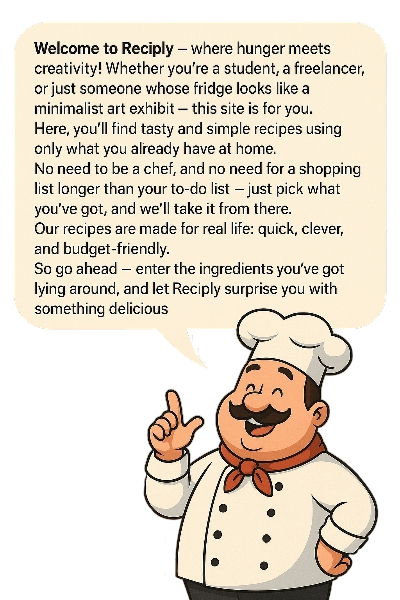 Welcome to Reciply – where hunger meets
creativity! Whether you're a student, a freelancer,
or just someone whose fridge looks like a
minimalist art exhibit – this site is for you.
Here, you'll find tasty and simple recipes using
only what you already have at home.
No need to be a chef, and no need for a shopping
list longer than your to-do list – just pick what
you've got, and we'll take it from there.
Our recipes are made for real life: quick, clever,
and budget-friendly.
So go ahead – enter the ingredients you've got
lying around, and let Reciply surprise you with
something delicious